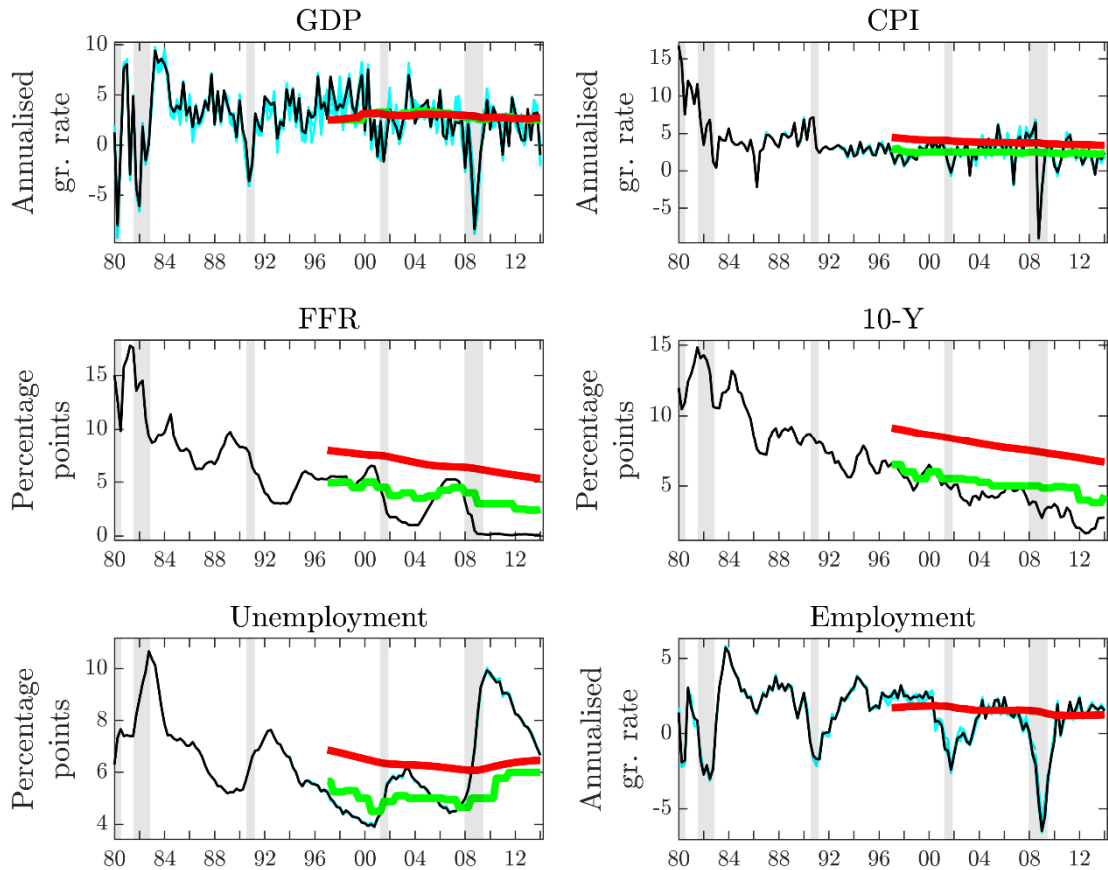 GDP
Annualised
gr. rate
10
5
0
-5
80 84 88 92 96 00 04 08 12
CPI
Annualised
gr. rate
15
10
5
0
-5
80 84 88 92 96 00 04 08 12
FFR
Percentage
points
15
10
5
0
80 84 88 92 96 00 04 08 12
10-Y
Percentage
points
15
10
5
80 84 88 92 96 00 04 08 12
Unemployment
Percentage
points
10
8
6
4
80 84 88 92 96 00 04 08 12
Employment
Annualised
gr. rate
5
0
-5
80 84 88 92 96 00 04 08 12